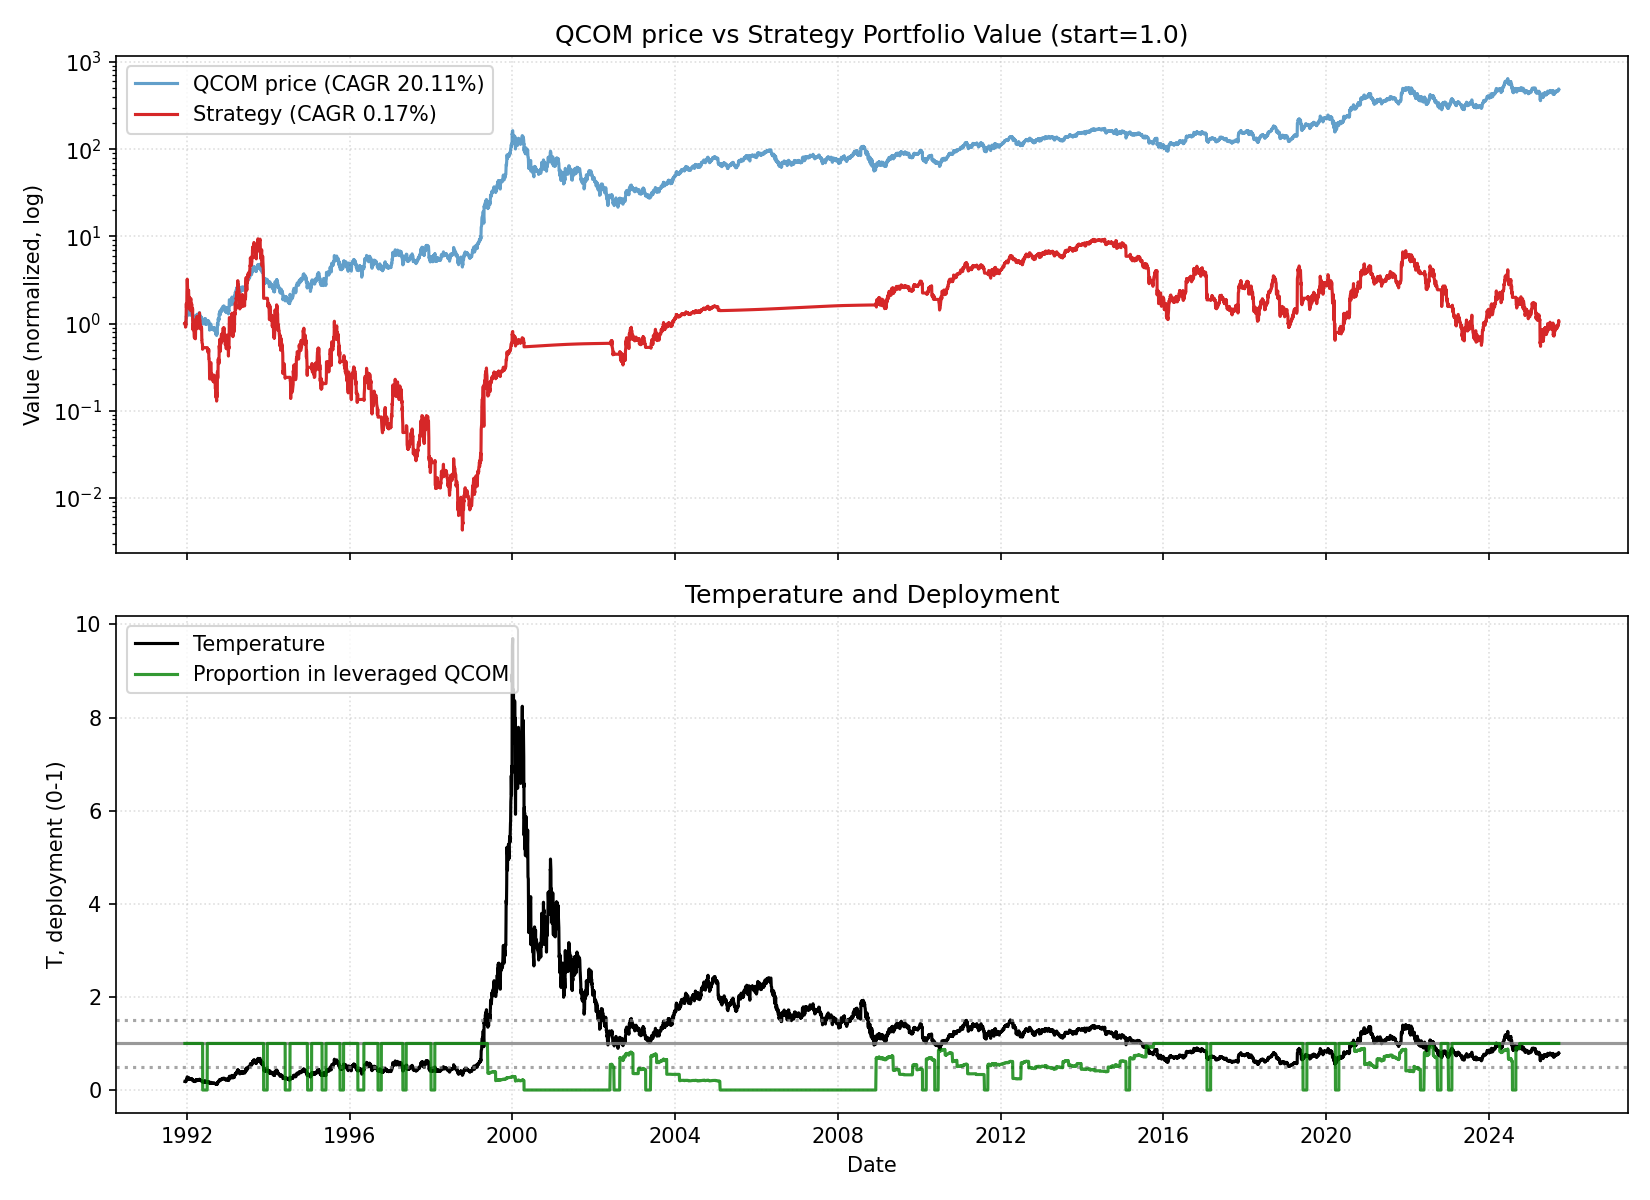 QCOM price vs Strategy Portfolio Value (start=1.0)
Value (normalized, log)
10³
10²
10¹
10⁰
10⁻¹
10⁻²
QCOM price (CAGR 20.11%)
Strategy (CAGR 0.17%)
Temperature and Deployment
T, deployment (0-1)
10
8
6
4
2
0
Temperature
Proportion in leveraged QCOM
1992 1996 2000 2004 2008 2012 2016 2020 2024
Date